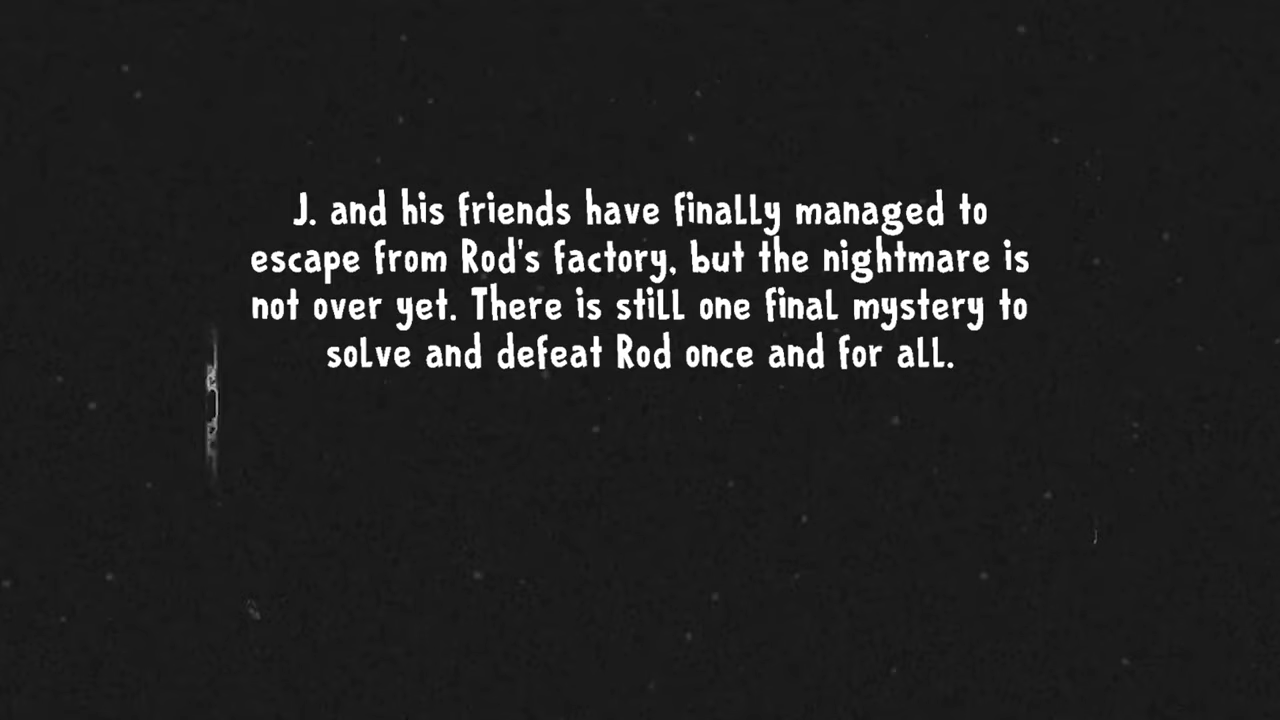 J. and his friends have finally managed to
escape from Rod's factory, but the nightmare is
not over yet. There is still one final mystery to
solve and defeat Rod once and for all.